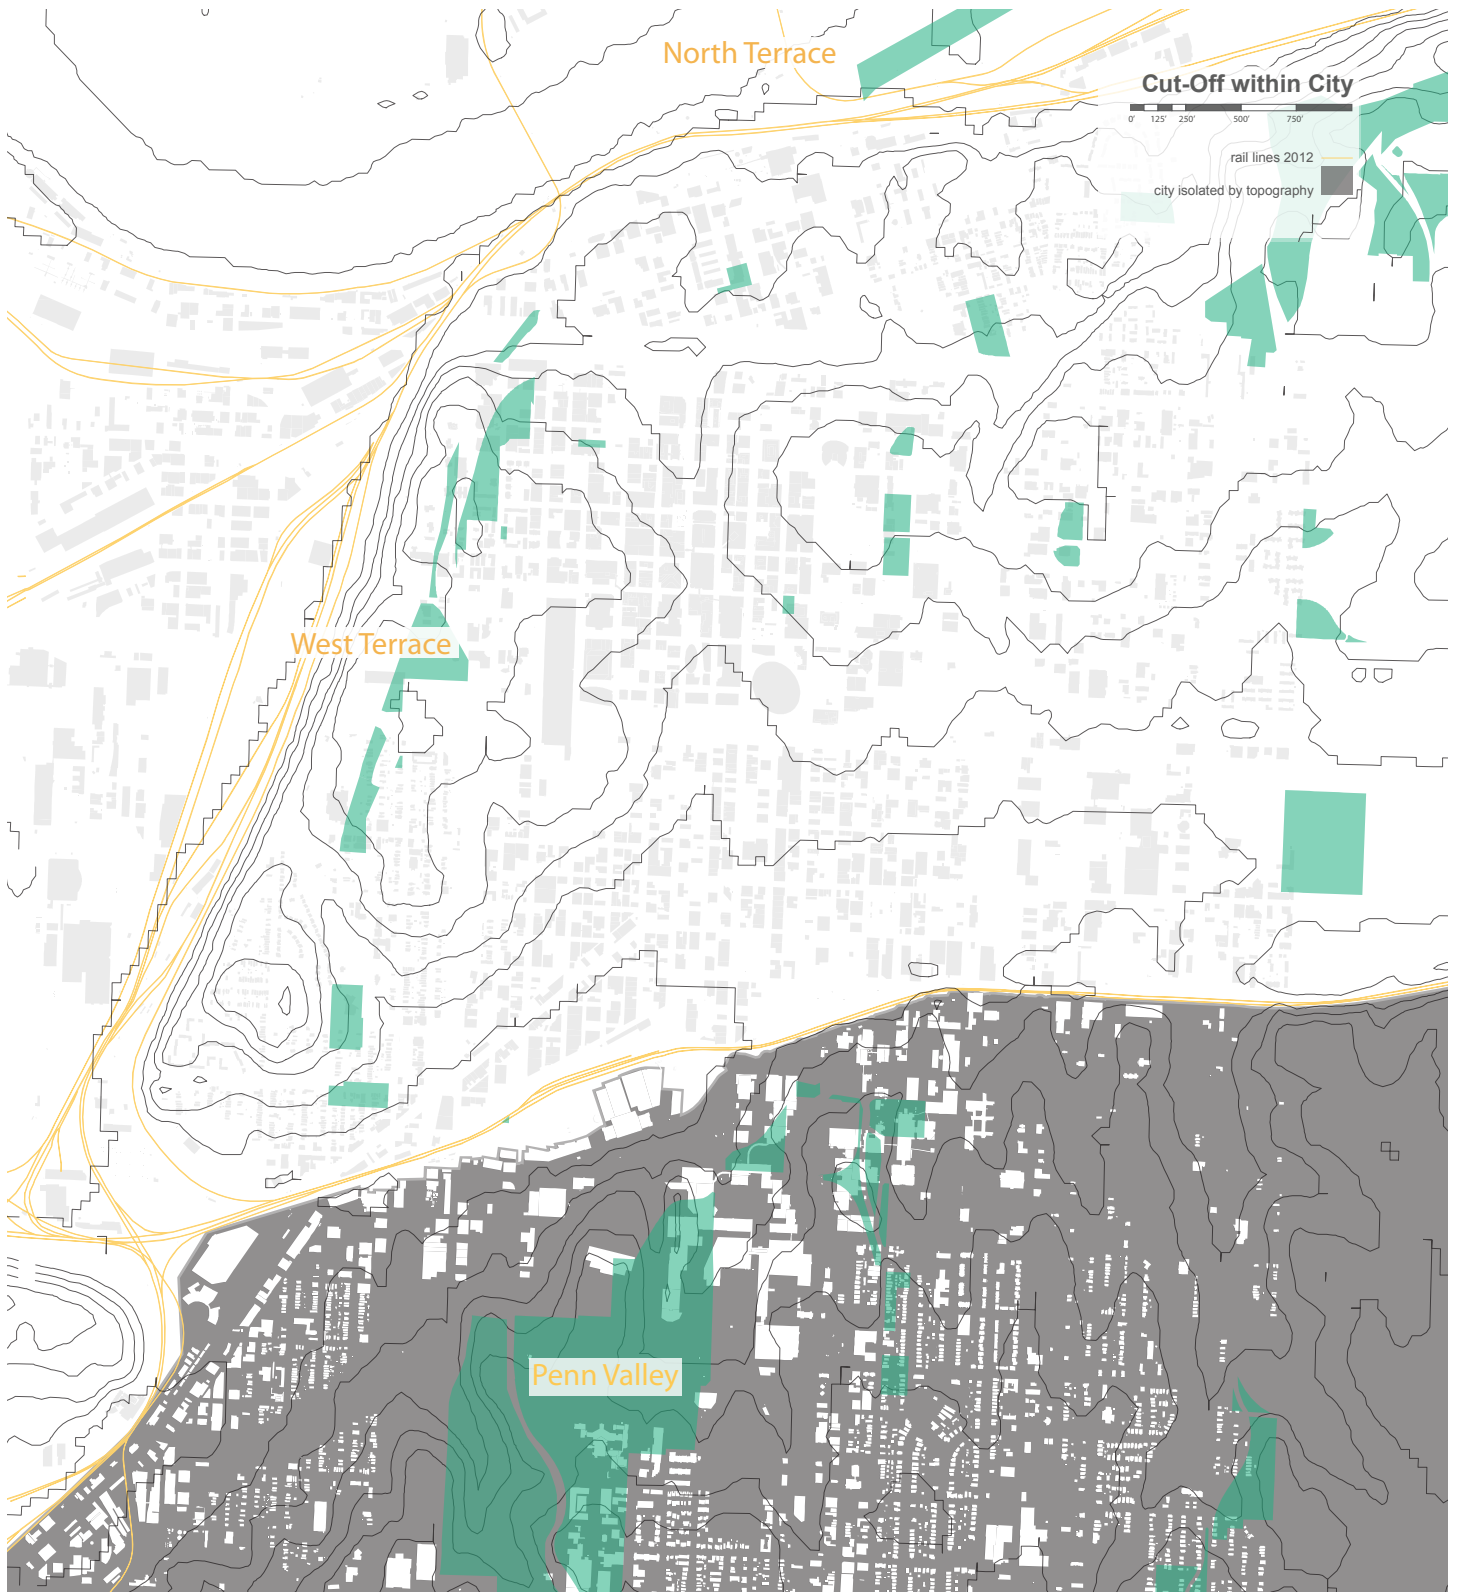 North Terrace
Cut-Off within City
0' 125' 250' 500' 750'
rail lines 2012
city isolated by topography
West Terrace
Penn Valley